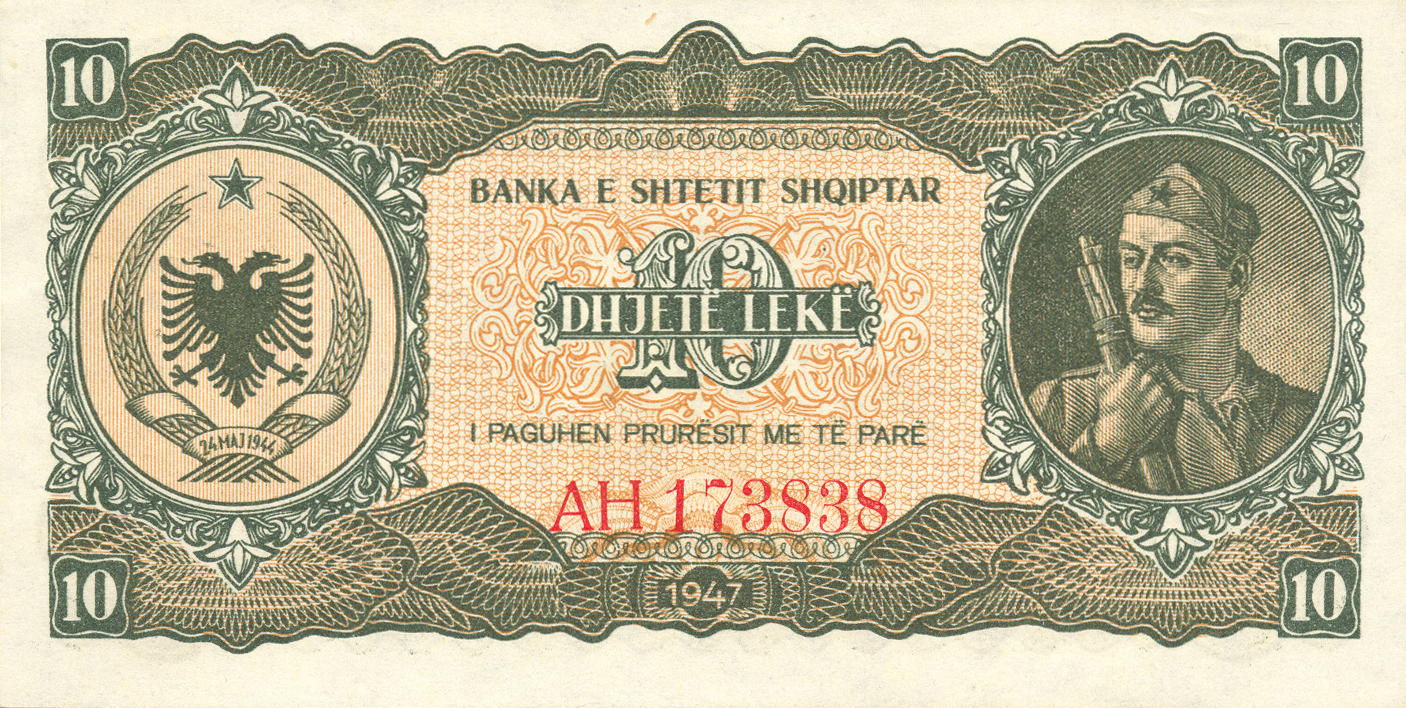 10
10
BANKA E SHTETIT SHQIPTAR
10
DHJETË LEKË
I PAGUHEN PRURËSIT ME TË PARË
24 MAJ 1944
AH 173838
10
1947
10